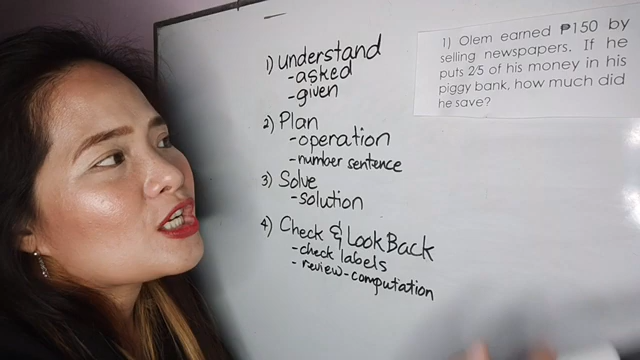 1) Understand
-asked
-given
2) Plan
-operation
-number sentence
3) Solve
-solution
4) Check & Look Back
-check labels
-review-computation
1) Olem earned ₱150 by
selling newspapers. If he
puts 2/5 of his money in his
piggy bank, how much did
he save?